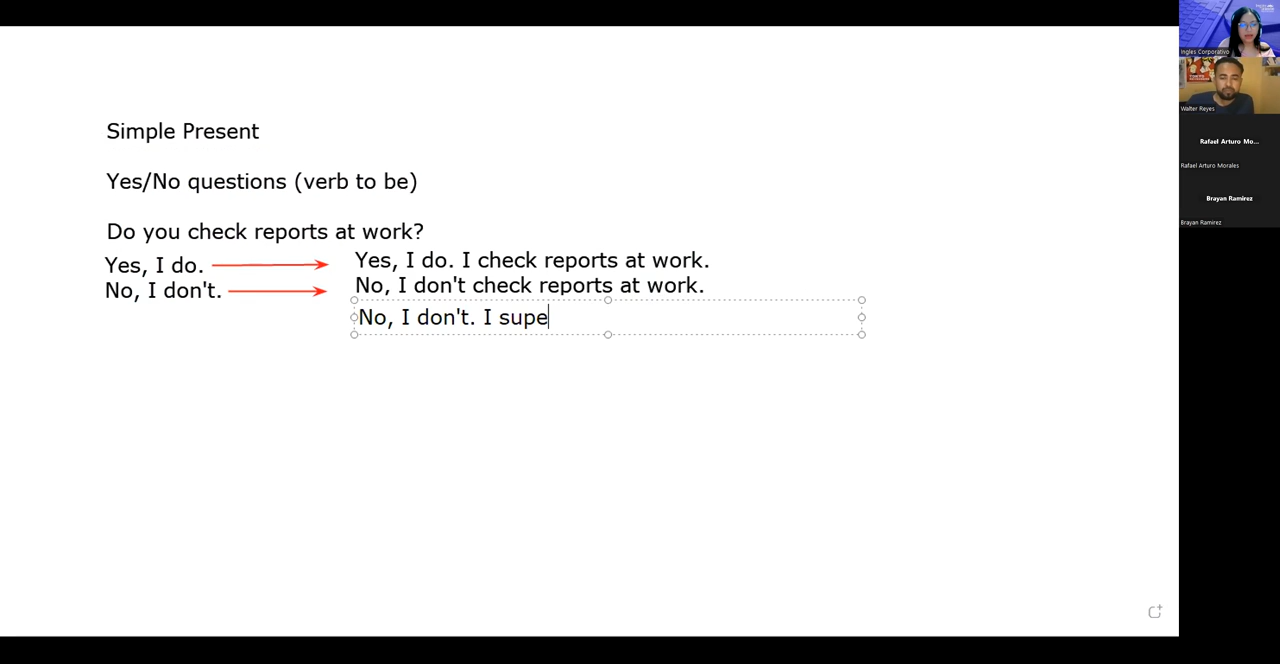 Simple Present
Yes/No questions (verb to be)
Do you check reports at work?
Yes, I do.
No, I don't.
Yes, I do. I check reports at work.
No, I don't check reports at work.
No, I don't. I supe
Ingles Corporativo
Walter Reyes
Rafael Arturo Mo...
Rafael Arturo Morales
Brayan Ramirez
Brayan Ramirez